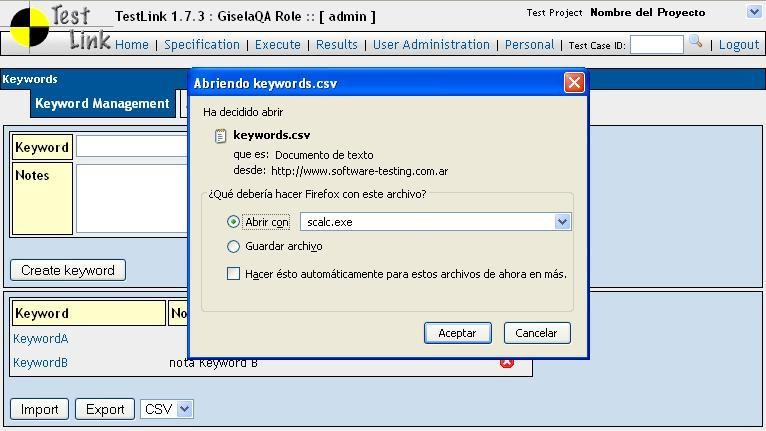 Test Link
TestLink 1.7.3 : GiselaQA Role :: [ admin ]
Test Project Nombre del Proyecto
Home | Specification | Execute | Results | User Administration | Personal | Test Case ID: | Logout
Keywords
Keyword Management
Keyword
Notes
Create keyword
Abriendo keywords.csv
Ha decidido abrir
keywords.csv
que es: Documento de texto
desde: http://www.software-testing.com.ar
¿Qué debería hacer Firefox con este archivo?
Abrir con scalc.exe
Guardar archivo
Hacer ésto automáticamente para estos archivos de ahora en más.
Aceptar Cancelar
Keyword
KeywordA
KeywordB nota Keyword B
Import Export CSV